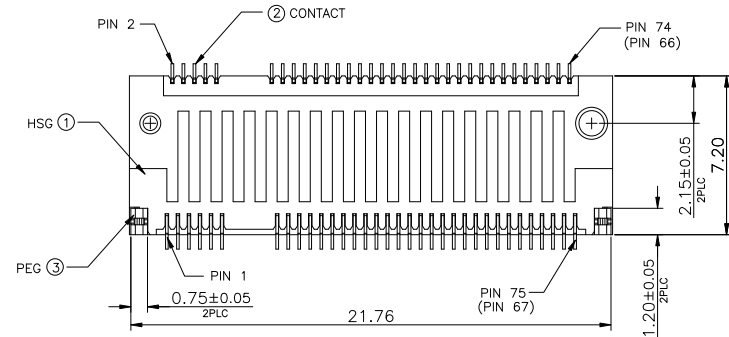 ② CONTACT
PIN 2
PIN 74
(PIN 66)
HSG ①
2.15±0.05
2PLC
7.20
PEG ③
PIN 1
0.75±0.05
2PLC
21.76
PIN 75
(PIN 67)
1.20±0.05
2PLC